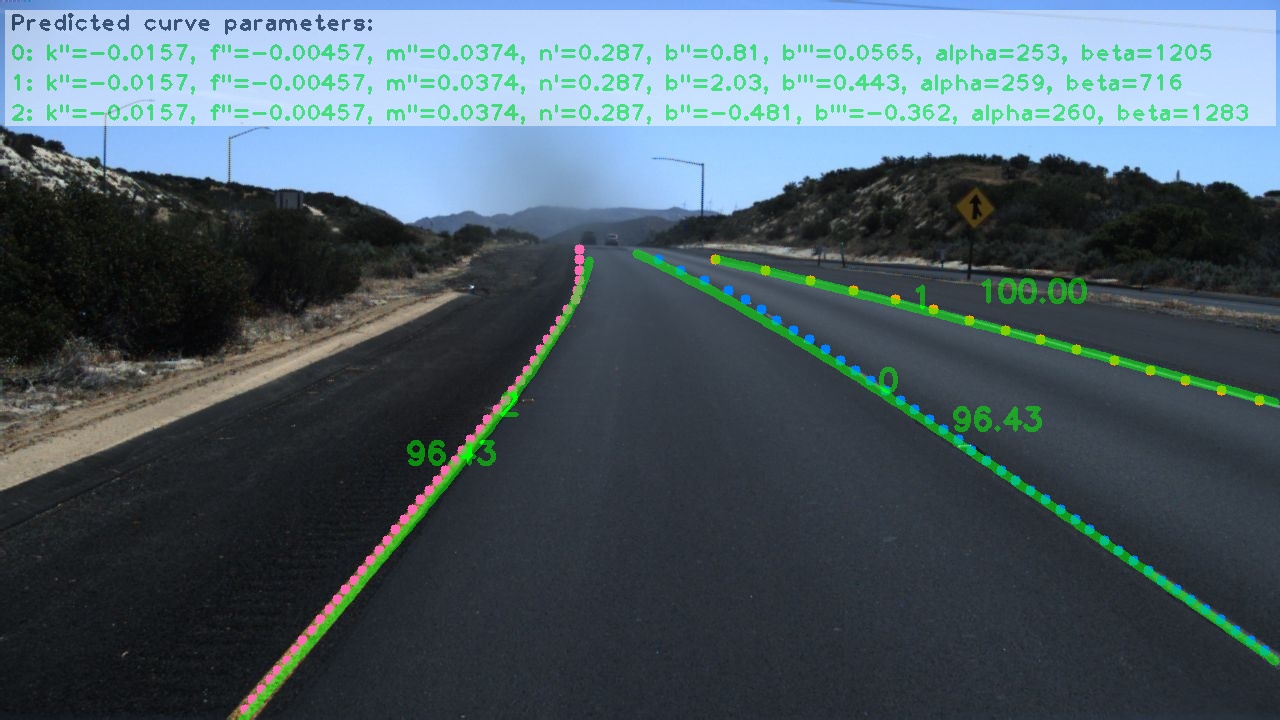 Predicted curve parameters:
0: k"=-0.0157, f"=-0.00457, m"=0.0374, n'=0.287, b"=0.81, b'"=0.0565, alpha=253, beta=1205
1: k"=-0.0157, f"=-0.00457, m"=0.0374, n'=0.287, b"=2.03, b'"=0.443, alpha=259, beta=716
2: k"=-0.0157, f"=-0.00457, m"=0.0374, n'=0.287, b"=-0.481, b'"=-0.362, alpha=260, beta=1283
1 100.00
0
96.43
2
96.43